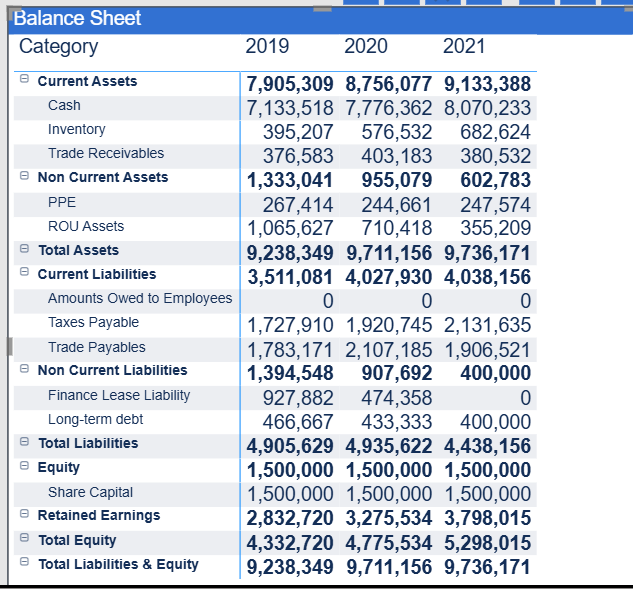 Balance Sheet
Category 2019 2020 2021
Current Assets 7,905,309 8,756,077 9,133,388
Cash 7,133,518 7,776,362 8,070,233
Inventory 395,207 576,532 682,624
Trade Receivables 376,583 403,183 380,532
Non Current Assets 1,333,041 955,079 602,783
PPE 267,414 244,661 247,574
ROU Assets 1,065,627 710,418 355,209
Total Assets 9,238,349 9,711,156 9,736,171
Current Liabilities 3,511,081 4,027,930 4,038,156
Amounts Owed to Employees 0 0 0
Taxes Payable 1,727,910 1,920,745 2,131,635
Trade Payables 1,783,171 2,107,185 1,906,521
Non Current Liabilities 1,394,548 907,692 400,000
Finance Lease Liability 927,882 474,358 0
Long-term debt 466,667 433,333 400,000
Total Liabilities 4,905,629 4,935,622 4,438,156
Equity 1,500,000 1,500,000 1,500,000
Share Capital 1,500,000 1,500,000 1,500,000
Retained Earnings 2,832,720 3,275,534 3,798,015
Total Equity 4,332,720 4,775,534 5,298,015
Total Liabilities & Equity 9,238,349 9,711,156 9,736,171